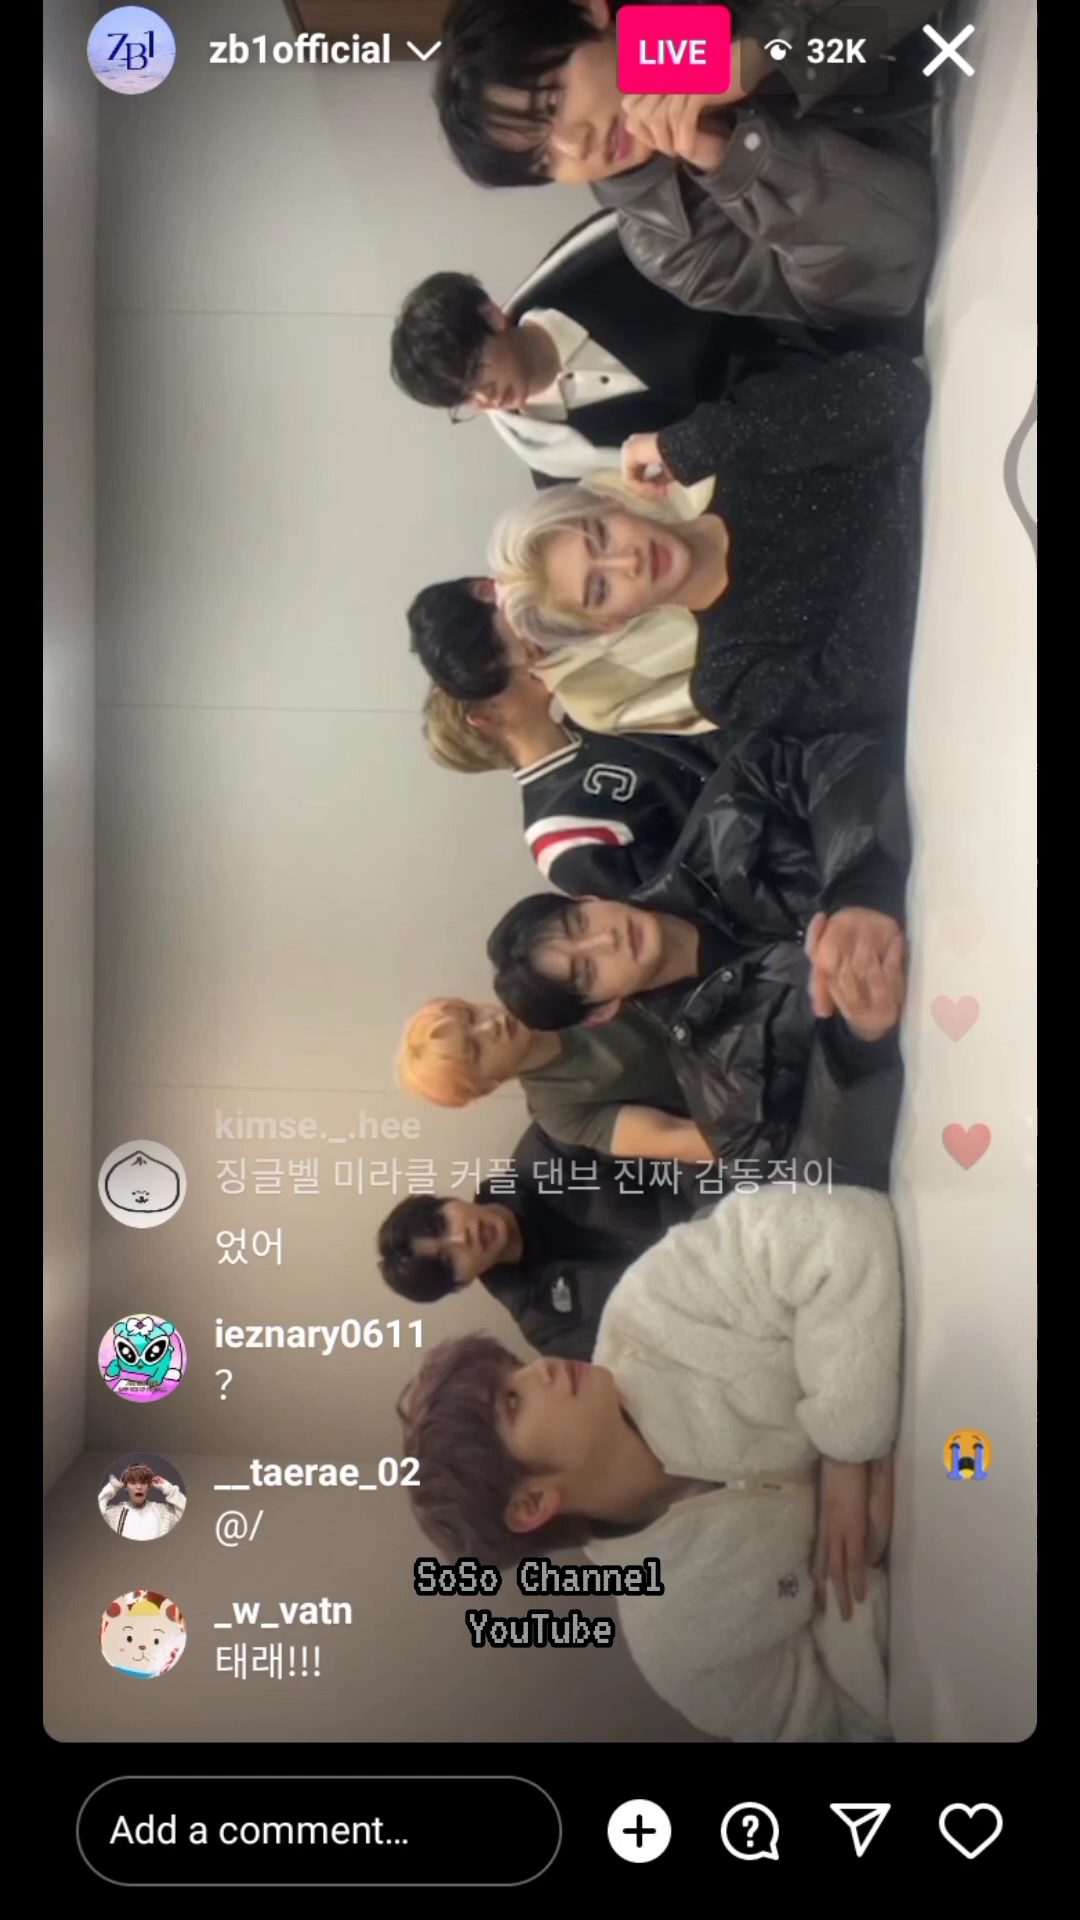 zb1official
LIVE
32K
ZB1
C
kimse._.hee
징글벨 미라클 커플 댄브 진짜 감동적이
었어
ieznary0611
?
__taerae_02
@/
_w_vatn
태래!!!
SoSo Channel
YouTube
Add a comment...